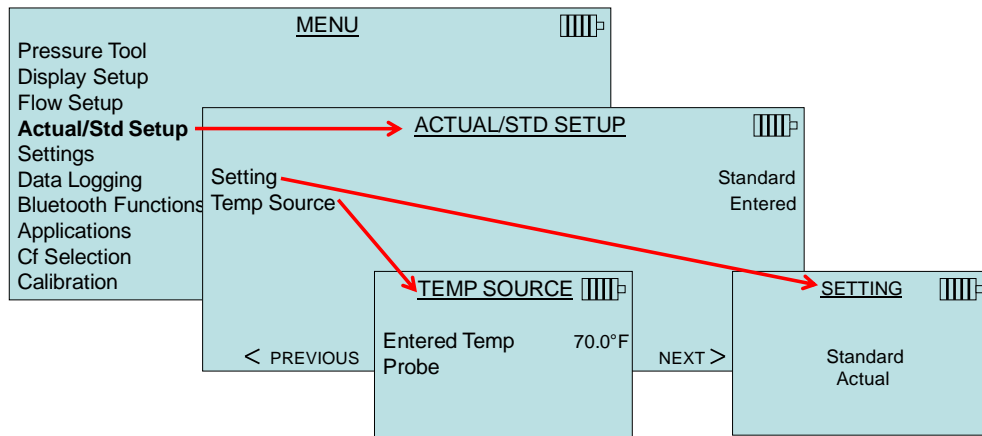 MENU
Pressure Tool
Display Setup
Flow Setup
Actual/Std Setup
Settings
Data Logging
Bluetooth Functions
Applications
Cf Selection
Calibration
ACTUAL/STD SETUP
Setting Standard
Temp Source Entered
< PREVIOUS NEXT >
TEMP SOURCE
Entered Temp 70.0°F
Probe
SETTING
Standard
Actual